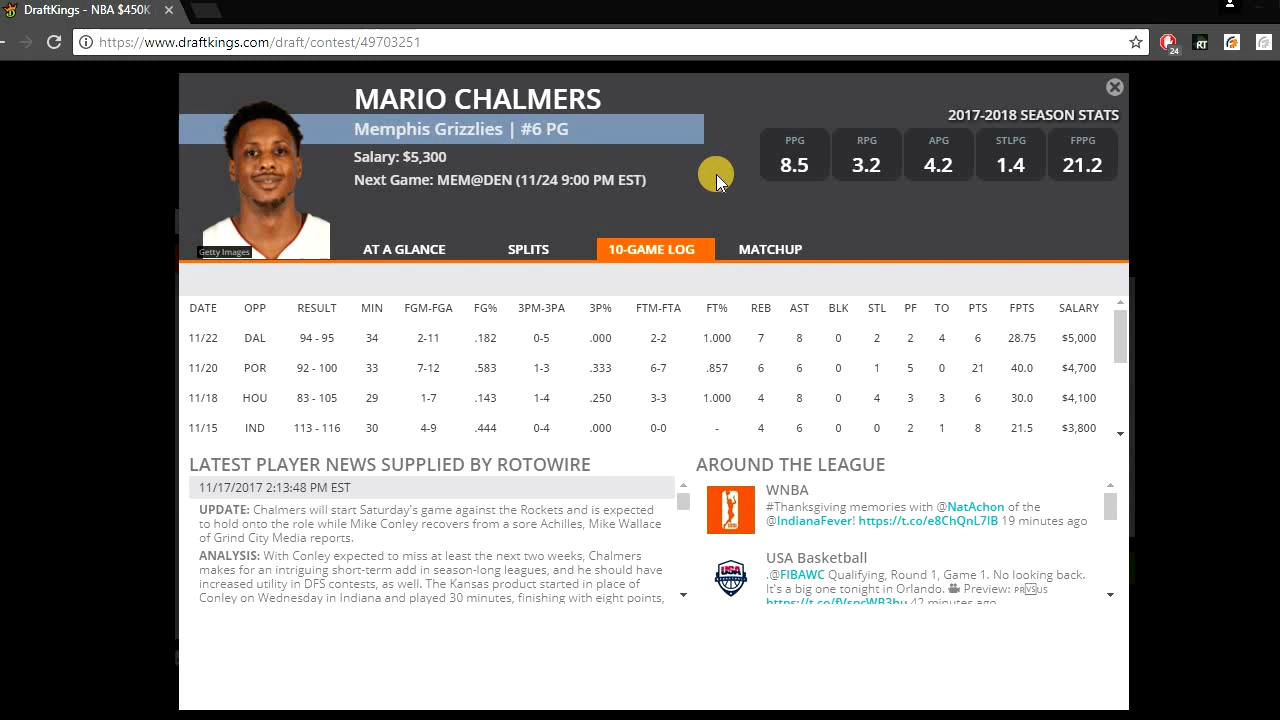 DraftKings - NBA $450K
https://www.draftkings.com/draft/contest/49703251
24
RT
MARIO CHALMERS
Memphis Grizzlies | #6 PG
Salary: $5,300
Next Game: MEM@DEN (11/24 9:00 PM EST)
Getty Images
2017-2018 SEASON STATS
PPG RPG APG STLPG FPPG
8.5 3.2 4.2 1.4 21.2
AT A GLANCE SPLITS 10-GAME LOG MATCHUP
DATE OPP RESULT MIN FGM-FGA FG% 3PM-3PA 3P% FTM-FTA FT% REB AST BLK STL PF TO PTS FPTS SALARY
11/22 DAL 94 - 95 34 2-11 .182 0-5 .000 2-2 1.000 7 8 0 2 2 4 6 28.75 $5,000
11/20 POR 92 - 100 33 7-12 .583 1-3 .333 6-7 .857 6 6 0 1 5 0 21 40.0 $4,700
11/18 HOU 83 - 105 29 1-7 .143 1-4 .250 3-3 1.000 4 8 0 4 3 3 6 30.0 $4,100
11/15 IND 113 - 116 30 4-9 .444 0-4 .000 0-0 - 4 6 0 0 2 1 8 21.5 $3,800
LATEST PLAYER NEWS SUPPLIED BY ROTOWIRE
11/17/2017 2:13:48 PM EST
UPDATE: Chalmers will start Saturday's game against the Rockets and is expected
to hold onto the role while Mike Conley recovers from a sore Achilles, Mike Wallace
of Grind City Media reports.
ANALYSIS: With Conley expected to miss at least the next two weeks, Chalmers
makes for an intriguing short-term add in season-long leagues, and he should have
increased utility in DFS contests, as well. The Kansas product started in place of
Conley on Wednesday in Indiana and played 30 minutes, finishing with eight points,
AROUND THE LEAGUE
WNBA
#Thanksgiving memories with @NatAchon of the
@IndianaFever! https://t.co/e8ChQnL7IB 19 minutes ago
USA Basketball
.@FIBAWC Qualifying, Round 1, Game 1. No looking back.
It's a big one tonight in Orlando. 🎥 Preview: PR🆚us
42 minutes ago